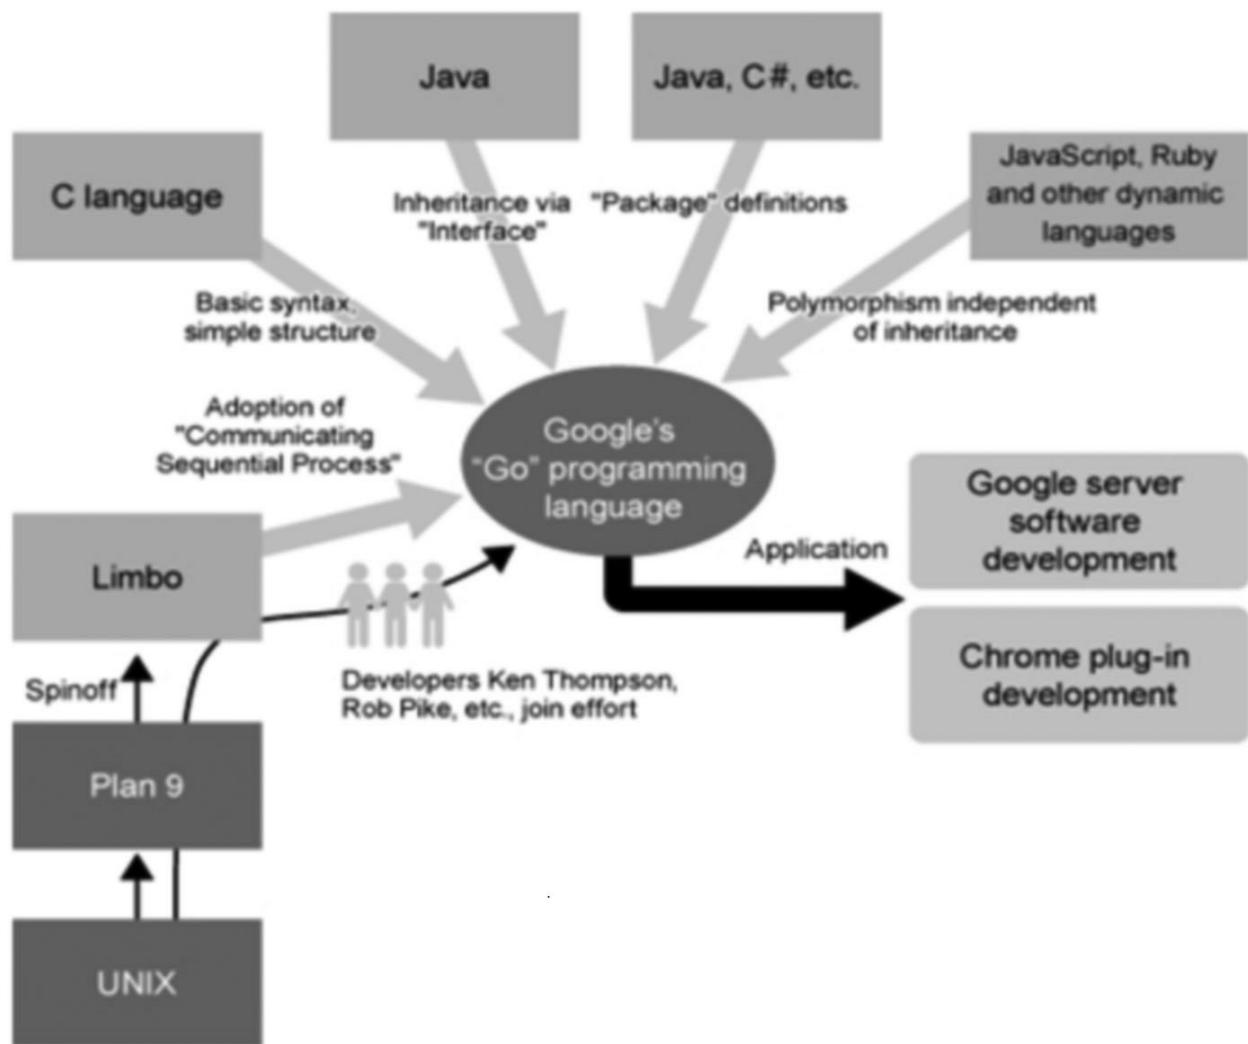 Java
Java, C#, etc.
C language
JavaScript, Ruby
and other dynamic
languages
Inheritance via
"Interface"
"Package" definitions
Basic syntax,
simple structure
Polymorphism independent
of inheritance
Adoption of
"Communicating
Sequential Process"
Google's
"Go" programming
language
Limbo
Application
Google server
software
development
Chrome plug-in
development
Developers Ken Thompson,
Rob Pike, etc., join effort
Spinoff
Plan 9
UNIX